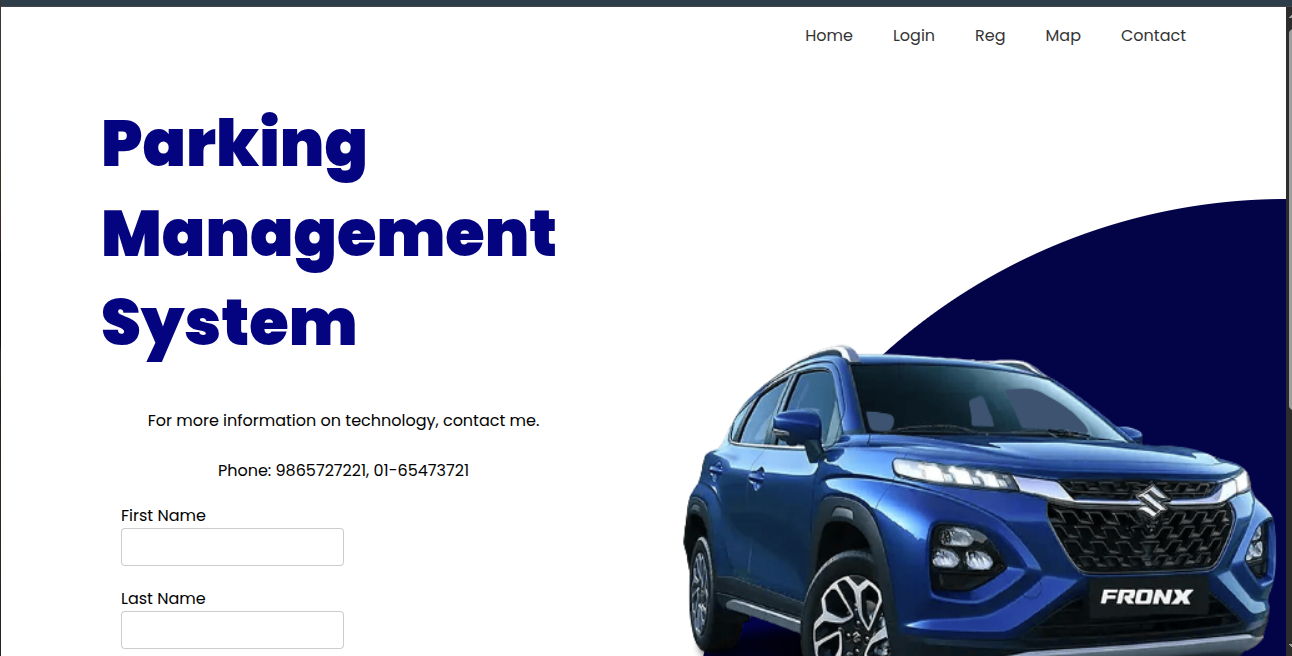 Home Login Reg Map Contact
Parking
Management
System
For more information on technology, contact me.
Phone: 9865727221, 01-65473721
First Name
Last Name
FRONX